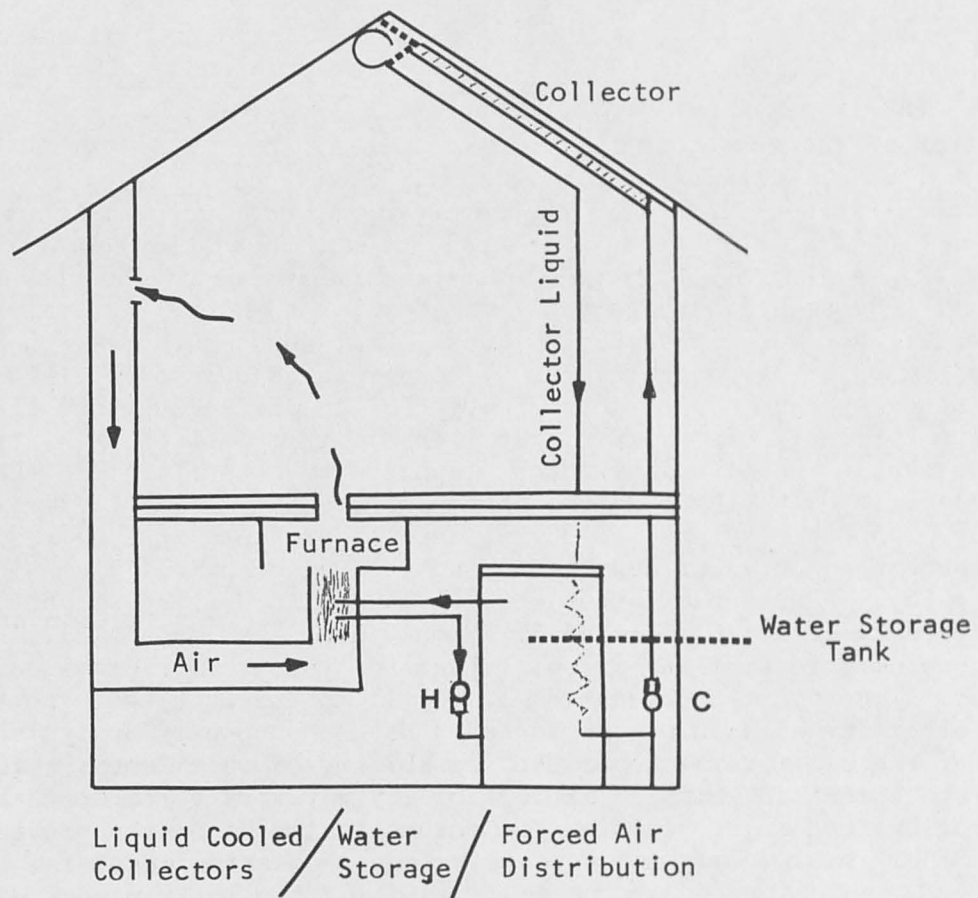 Collector
Collector Liquid
Furnace
Air
Water Storage
Tank
H
C
Liquid Cooled / Water / Forced Air
Collectors Storage Distribution